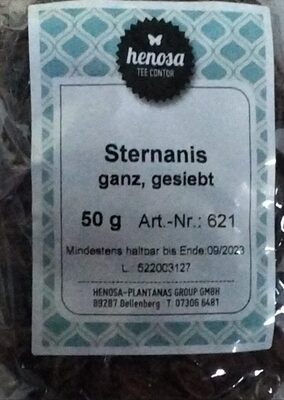 henosa
TEE CONTOR
Sternanis
ganz, gesiebt
50 g Art.-Nr.: 621
Mindestens haltbar bis Ende:09/2023
L.: 522003127
HENOSA-PLANTANAS GROUP GMBH
89287 Bellenberg · T. 07306 6481